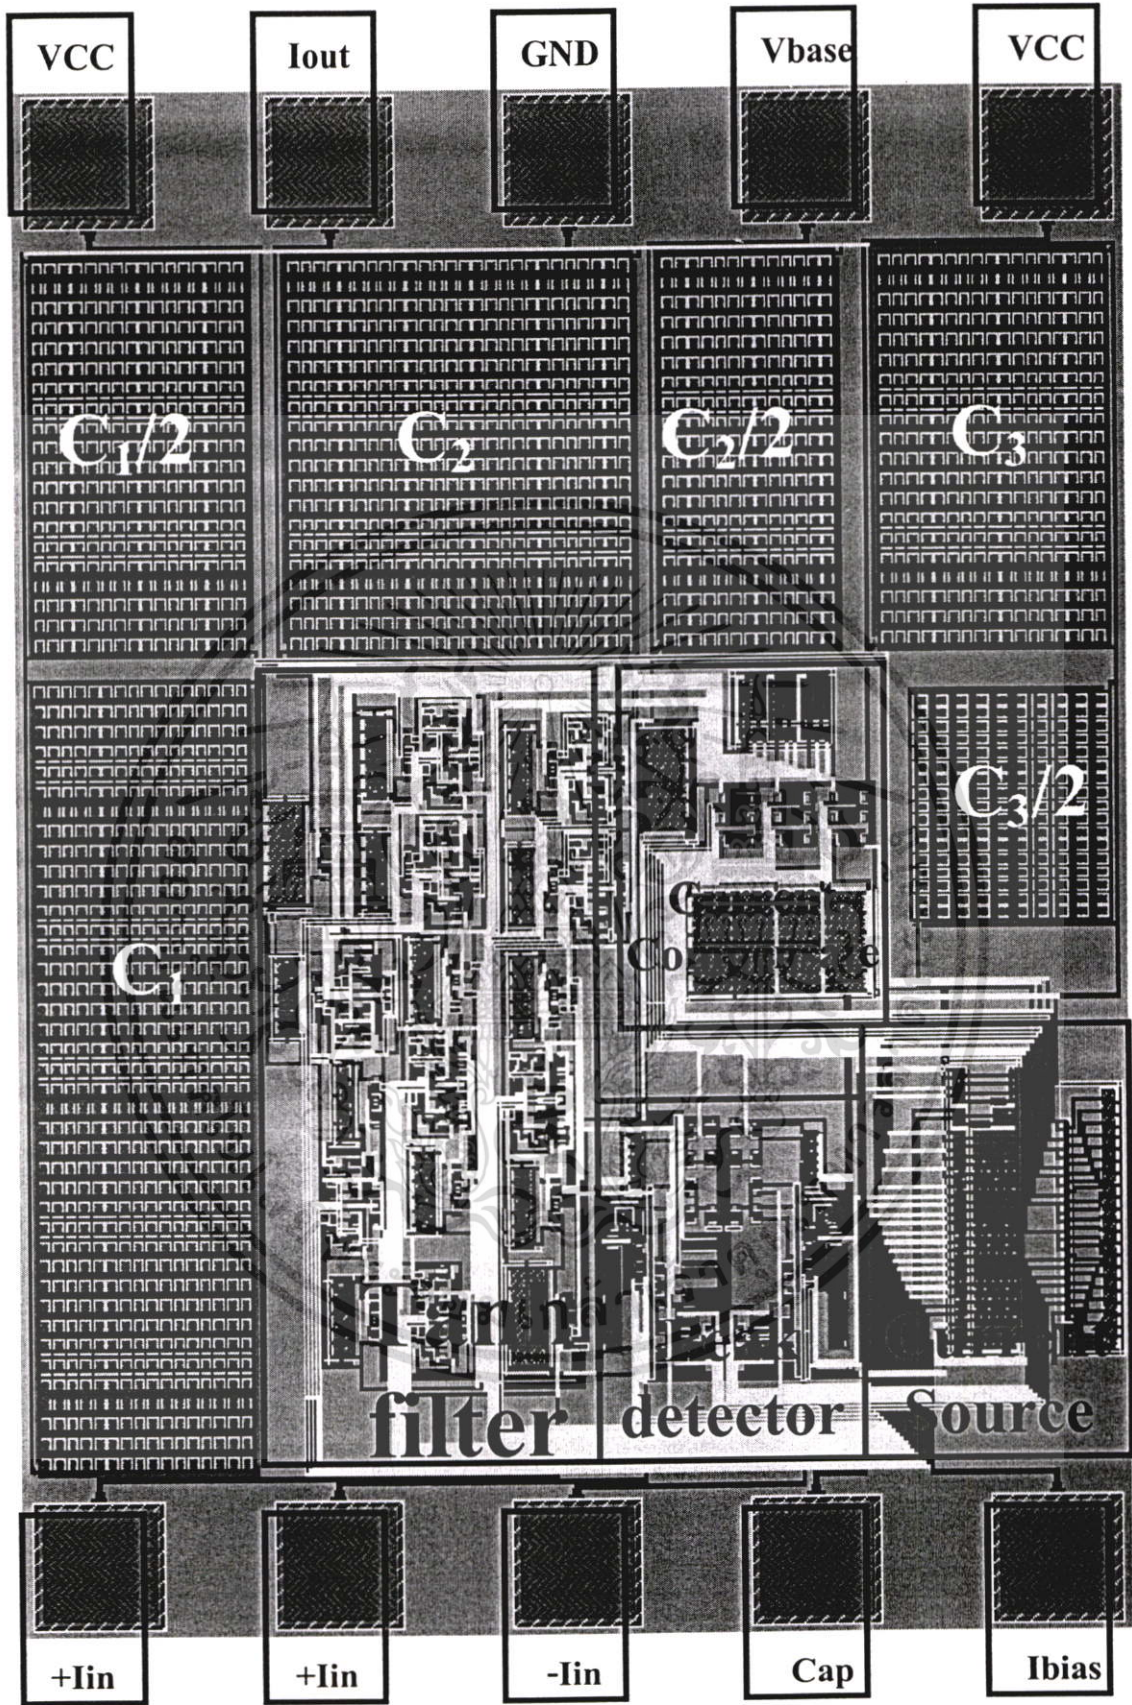 VCC Iout GND Vbase VCC
C₁/2 C₂ C₂/2 C₃
C₃/2
C₁
filter detector Source
+Iin +Iin -Iin Cap Ibias